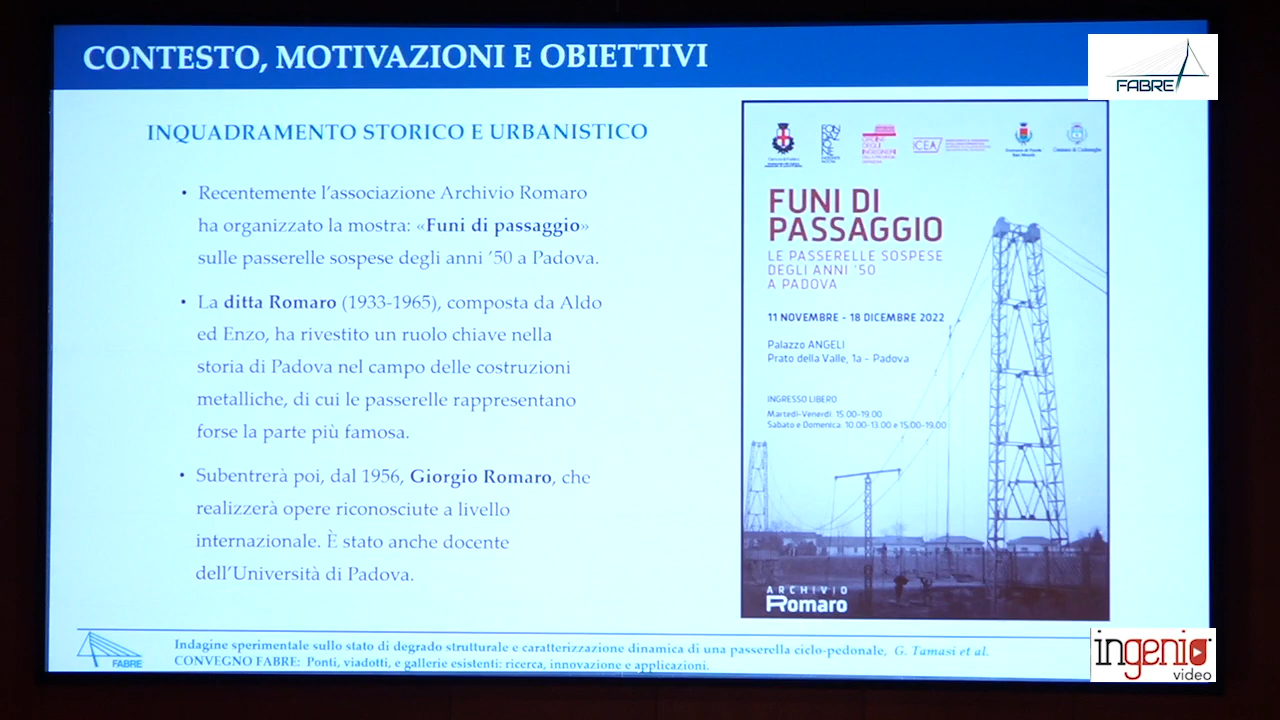 CONTESTO, MOTIVAZIONI E OBIETTIVI
FABRE
INQUADRAMENTO STORICO E URBANISTICO
• Recentemente l'associazione Archivio Romaro
ha organizzato la mostra: «Funi di passaggio»
sulle passerelle sospese degli anni '50 a Padova.
• La ditta Romaro (1933-1965), composta da Aldo
ed Enzo, ha rivestito un ruolo chiave nella
storia di Padova nel campo delle costruzioni
metalliche, di cui le passerelle rappresentano
forse la parte più famosa.
• Subentrerà poi, dal 1956, Giorgio Romaro, che
realizzerà opere riconosciute a livello
internazionale. È stato anche docente
dell'Università di Padova.
ICEA
FUNI DI
PASSAGGIO
LE PASSERELLE SOSPESE
DEGLI ANNI '50
A PADOVA
11 NOVEMBRE - 18 DICEMBRE 2022
Palazzo ANGELI
Prato della Valle, 1a - Padova
INGRESSO LIBERO
Martedì-Venerdì: 15.00-19.00
Sabato e Domenica: 10.00-13.00 e 15.00-19.00
ARCHIVIO
Romaro
FABRE
Indagine sperimentale sullo stato di degrado strutturale e caratterizzazione dinamica di una passerella ciclo-pedonale, G. Tamasi et al.
CONVEGNO FABRE: Ponti, viadotti, e gallerie esistenti: ricerca, innovazione e applicazioni.
ingenio
video